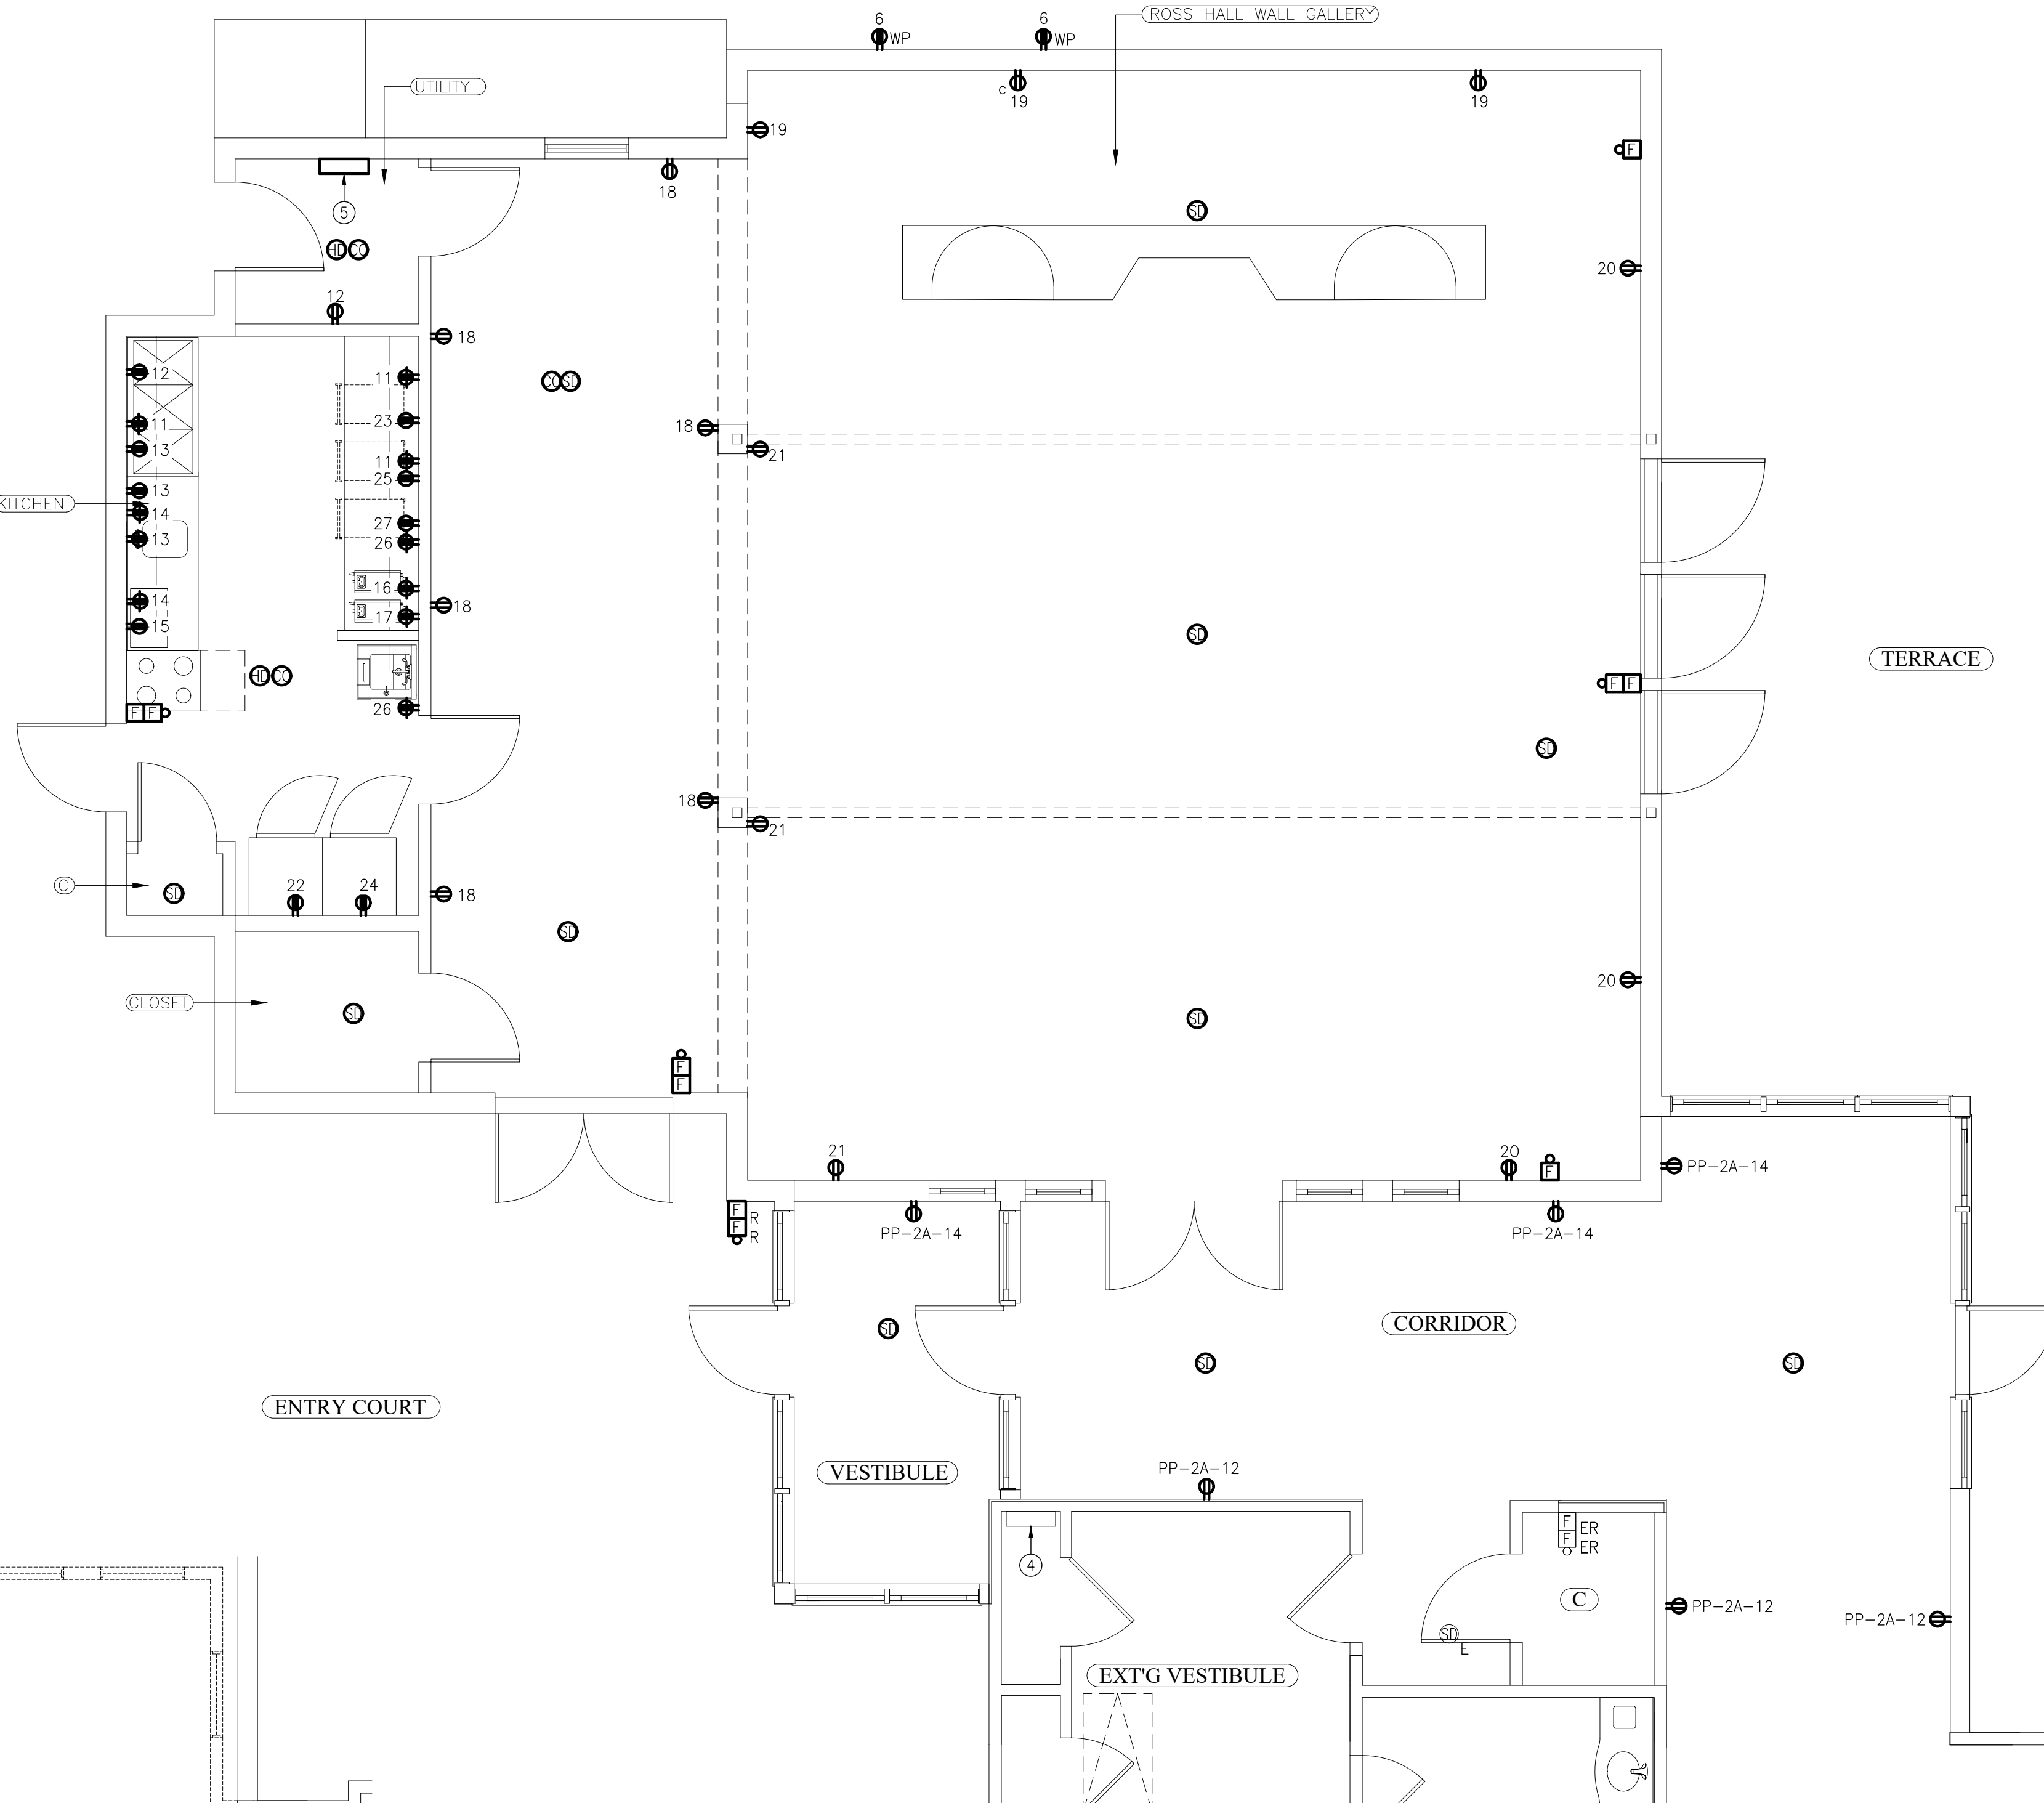 ROSS HALL WALL GALLERY
6
WP
6
WP
UTILITY
c
19
19
19
F
18
5
SD
HD CO
20
12
18
CO SD
12
11
11
23
18
13
11
21
25
13
KITCHEN
14
27
13
26
16
14
18
17
15
SD
TERRACE
HD CO
F F
26
F F
SD
18
21
22
24
18
C
SD
SD
20
CLOSET
SD
SD
F
F
21
20
F
PP-2A-14
F
R
F
R
PP-2A-14
PP-2A-14
SD
CORRIDOR
SD
SD
ENTRY COURT
VESTIBULE
PP-2A-12
F
ER
F
ER
4
C
PP-2A-12
PP-2A-12
SD
E
EXT'G VESTIBULE